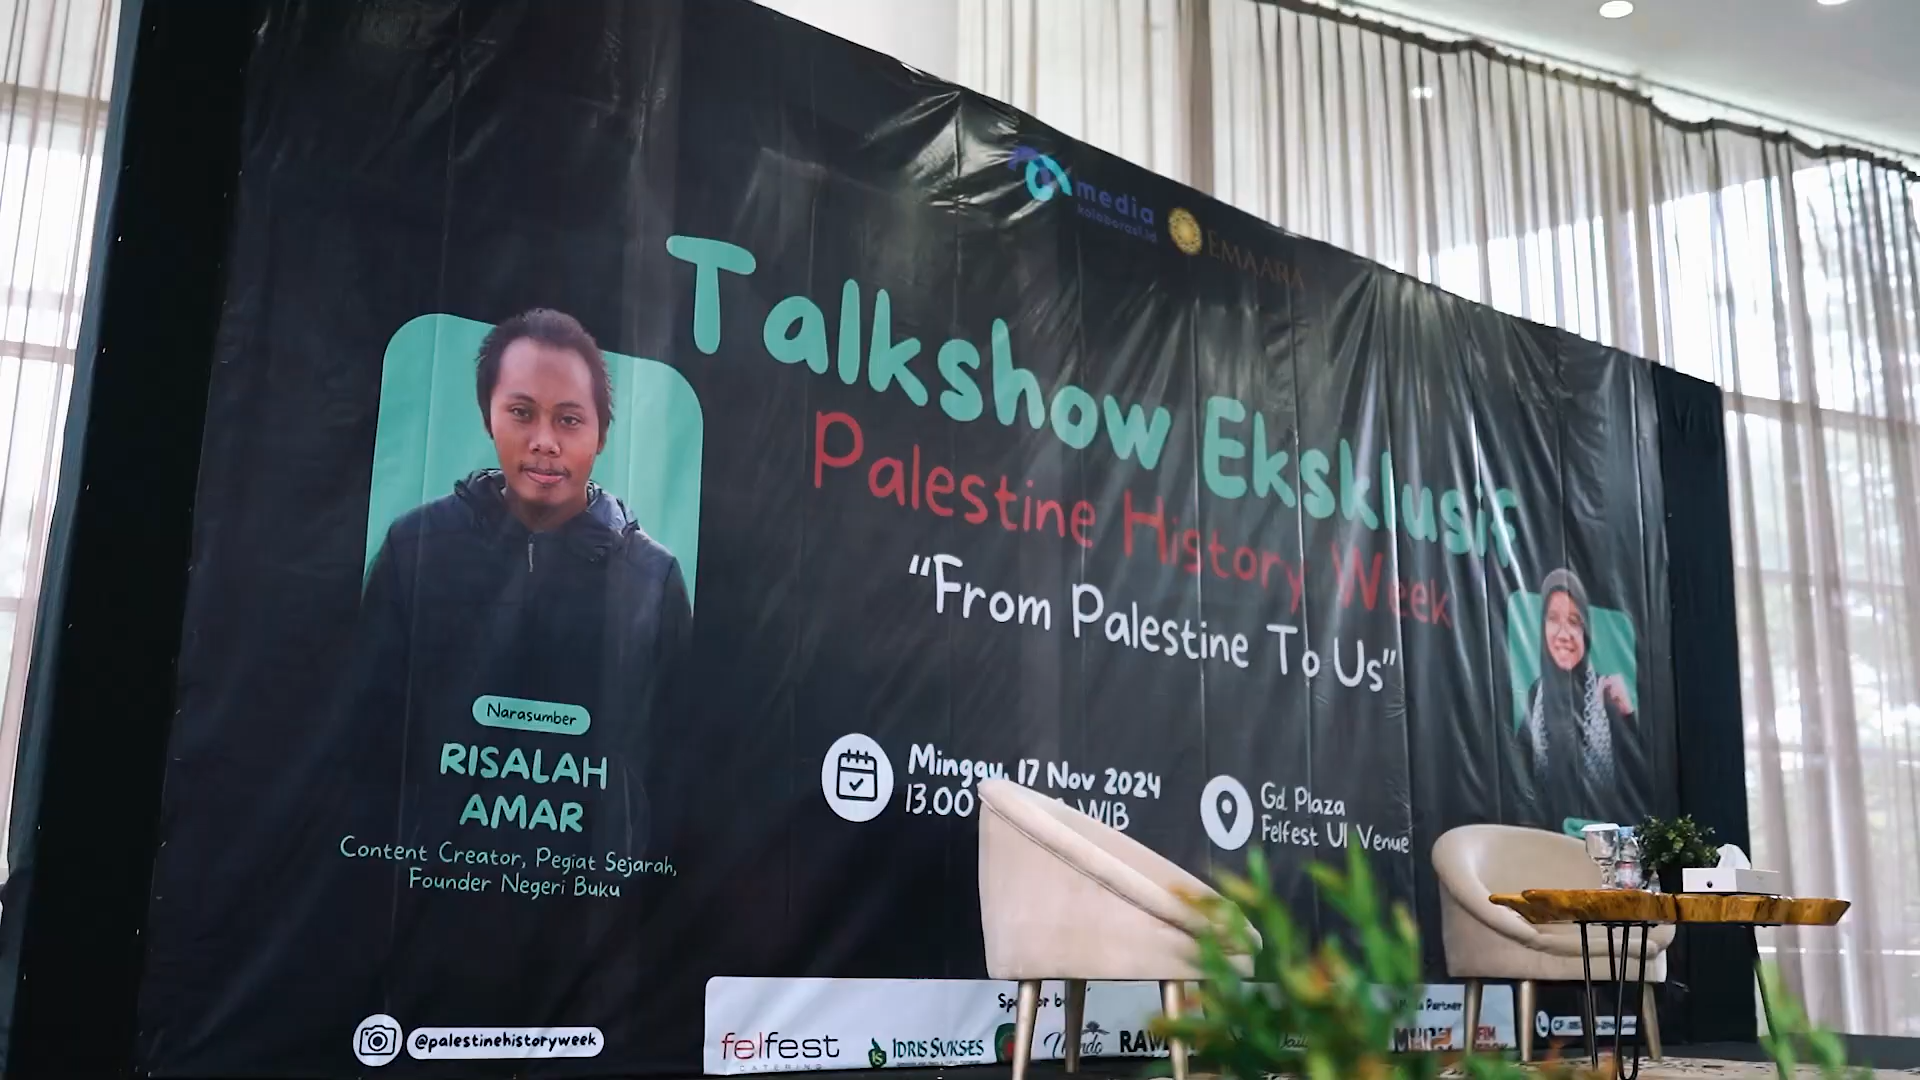 media
kolaborasi.id
EMAARA
Talkshow Eksklusif
Palestine History Week
"From Palestine To Us"
Narasumber
RISALAH
AMAR
Content Creator, Pegiat Sejarah,
Founder Negeri Buku
Minggu, 17 Nov 2024
13.00 WIB
Gd. Plaza
Felfest UI Venue
@palestinehistoryweek
felfest
CATERING
IDRIS SUKSES
Partner